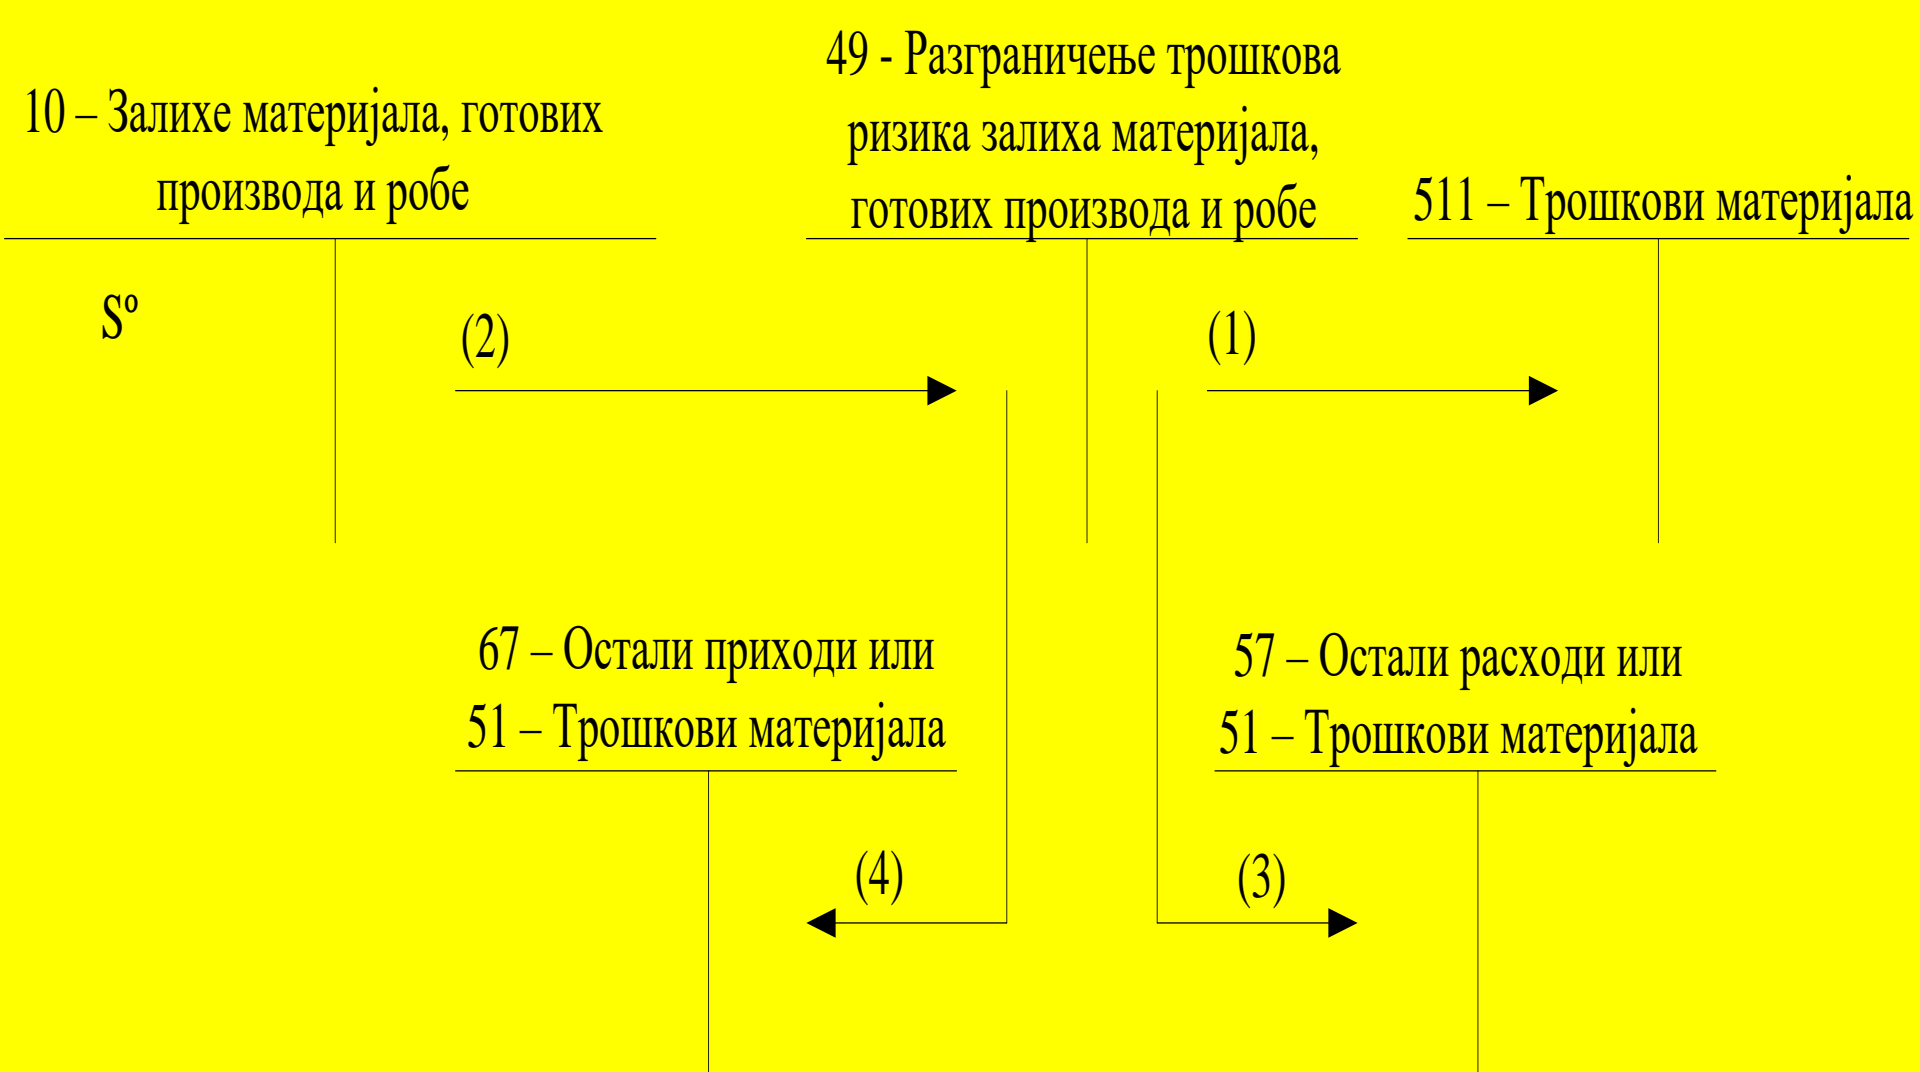 10 – Залихе материјала, готових
производа и робе
49 - Разграничење трошкова
ризика залиха материјала,
готових производа и робе
511 – Трошкови материјала
Sº
(2)
(1)
67 – Остали приходи или
51 – Трошкови материјала
57 – Остали расходи или
51 – Трошкови материјала
(4)
(3)